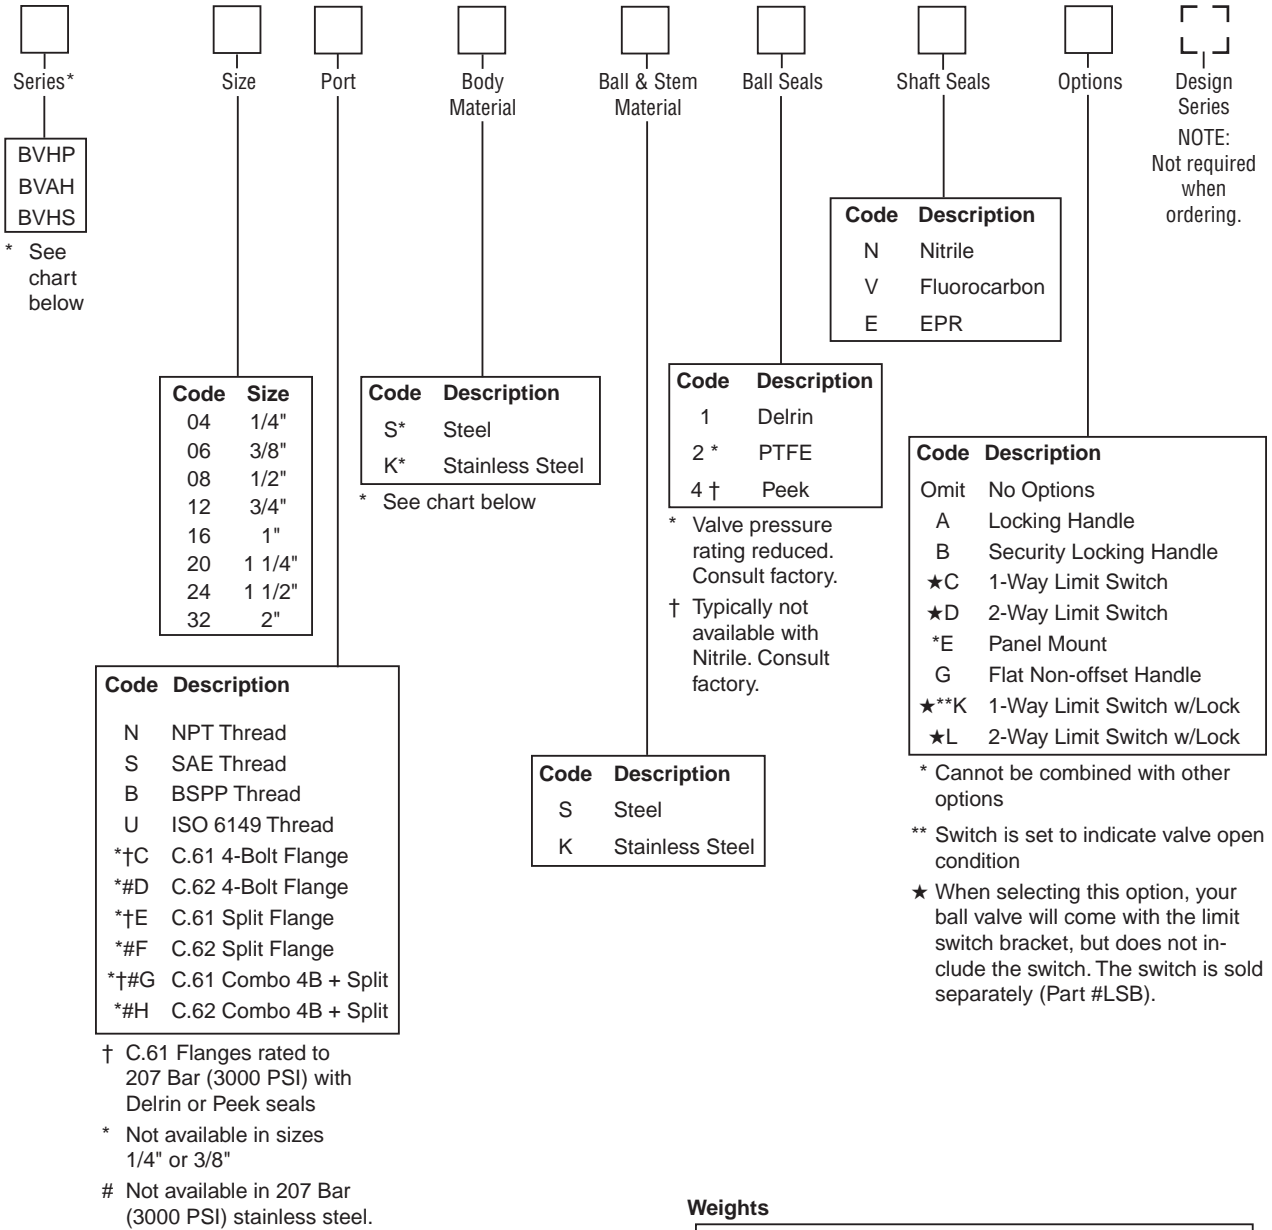 Series*
Size
Port
Body
Material
Ball & Stem
Material
Ball Seals
Shaft Seals
Options
Design
Series
NOTE:
Not required
when
ordering.
BVHP
BVAH
BVHS
* See
chart
below
Code Size
04 1/4"
06 3/8"
08 1/2"
12 3/4"
16 1"
20 1 1/4"
24 1 1/2"
32 2"
Code Description
N NPT Thread
S SAE Thread
B BSPP Thread
U ISO 6149 Thread
*†C C.61 4-Bolt Flange
*#D C.62 4-Bolt Flange
*†E C.61 Split Flange
*#F C.62 Split Flange
*†#G C.61 Combo 4B + Split
*#H C.62 Combo 4B + Split
† C.61 Flanges rated to
207 Bar (3000 PSI) with
Delrin or Peek seals
* Not available in sizes
1/4" or 3/8"
# Not available in 207 Bar
(3000 PSI) stainless steel.
Code Description
S* Steel
K* Stainless Steel
* See chart below
Code Description
S Steel
K Stainless Steel
Code Description
1 Delrin
2 * PTFE
4 † Peek
* Valve pressure
rating reduced.
Consult factory.
† Typically not
available with
Nitrile. Consult
factory.
Code Description
N Nitrile
V Fluorocarbon
E EPR
Code Description
Omit No Options
A Locking Handle
B Security Locking Handle
★C 1-Way Limit Switch
★D 2-Way Limit Switch
*E Panel Mount
G Flat Non-offset Handle
★**K 1-Way Limit Switch w/Lock
★L 2-Way Limit Switch w/Lock
* Cannot be combined with other
options
** Switch is set to indicate valve open
condition
★ When selecting this option, your
ball valve will come with the limit
switch bracket, but does not in-
clude the switch. The switch is sold
separately (Part #LSB).
Weights